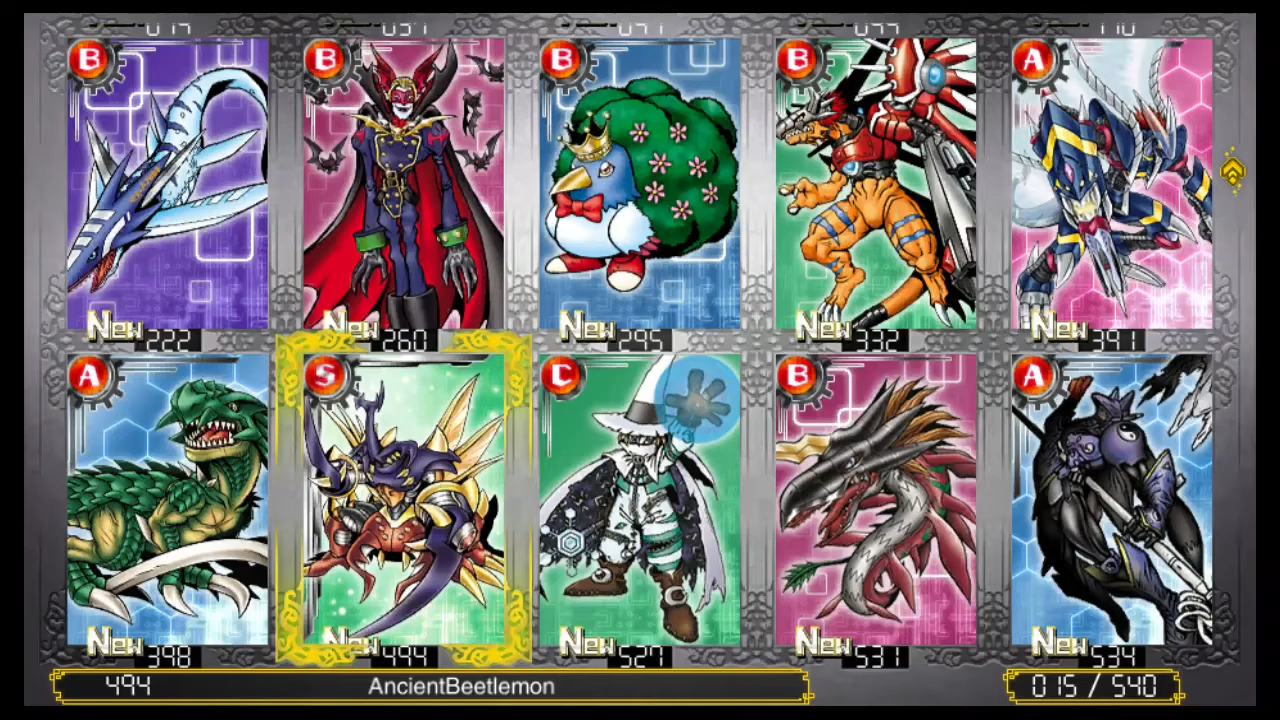 B B B B A
New 222 New 260 New 295 New 332 New 391
A S C B A
New 398 New 494 New 527 New 531 New 534
494 AncientBeetlemon 015 / 540